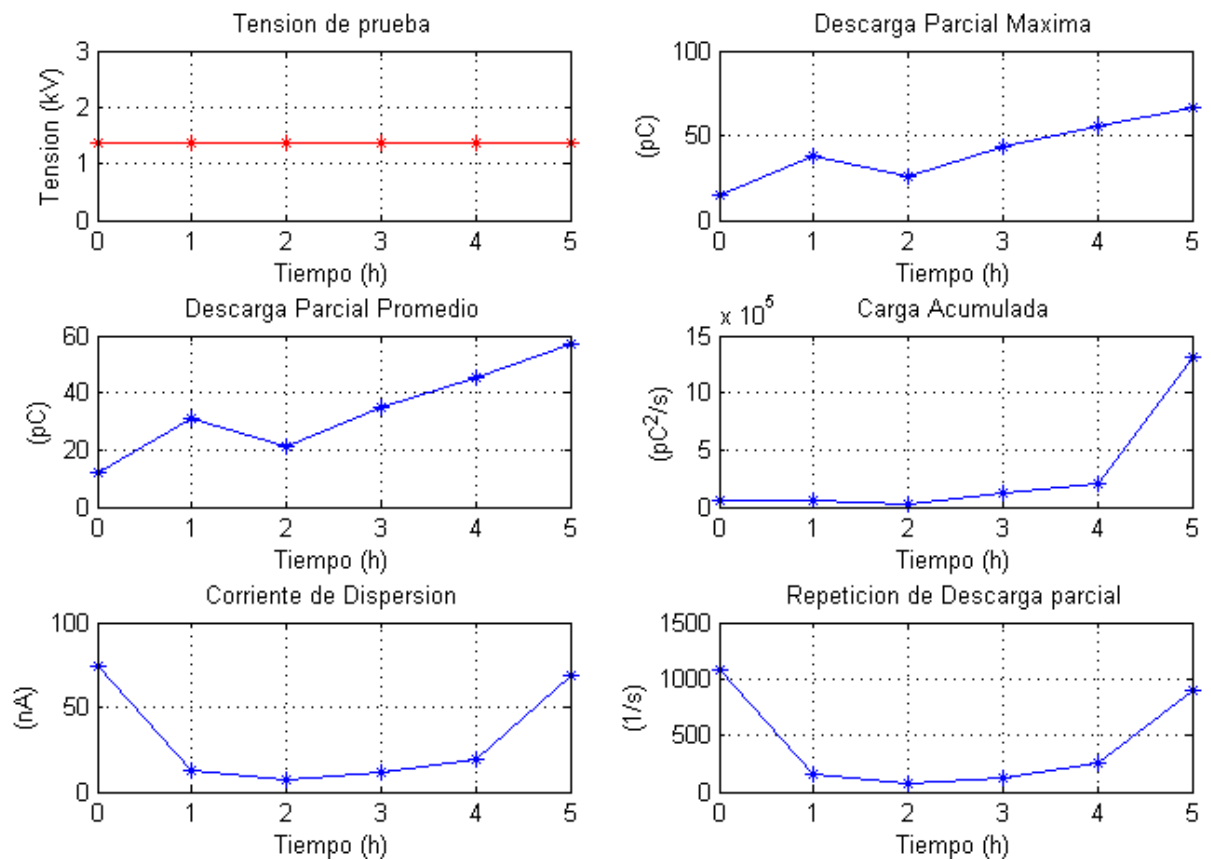 Tension de prueba
3
2
1
0
Tension (kV)
0 1 2 3 4 5
Tiempo (h)
Descarga Parcial Maxima
100
50
0
(pC)
0 1 2 3 4 5
Tiempo (h)
Descarga Parcial Promedio
60
40
20
0
(pC)
0 1 2 3 4 5
Tiempo (h)
Carga Acumulada
x 10⁵
15
10
5
0
(pC²/s)
0 1 2 3 4 5
Tiempo (h)
Corriente de Dispersion
100
50
0
(nA)
0 1 2 3 4 5
Tiempo (h)
Repeticion de Descarga parcial
1500
1000
500
0
(1/s)
0 1 2 3 4 5
Tiempo (h)